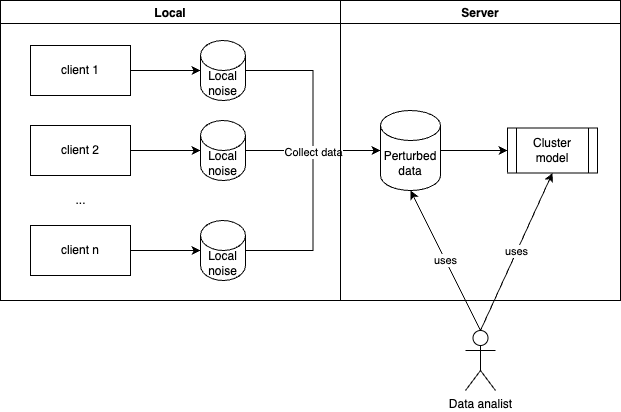 Local
Server
client 1
Local
noise
client 2
Local
noise
Collect data
Perturbed
data
Cluster
model
...
client n
Local
noise
uses
uses
Data analist